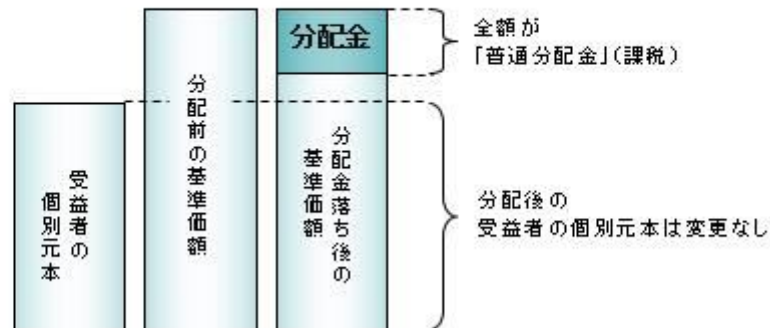 受益者の
個別元本
分配前の基準価額
分配金
分配金落ち後の
基準価額
全額が
「普通分配金」(課税)
分配後の
受益者の個別元本は変更なし